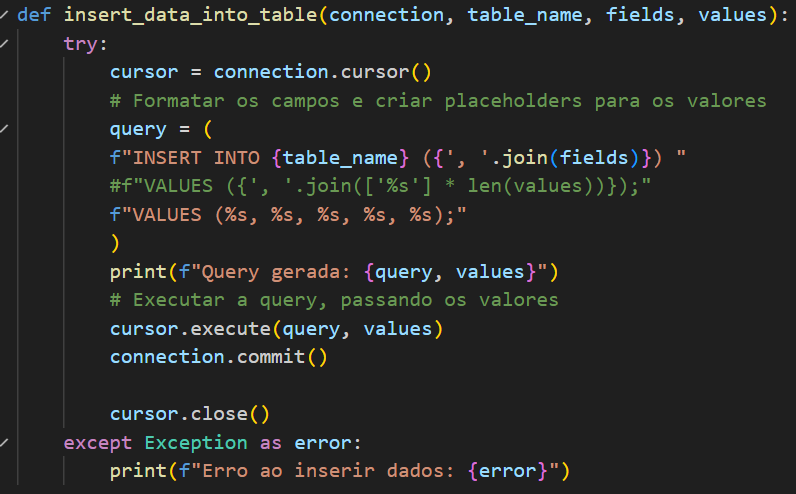 def insert_data_into_table(connection, table_name, fields, values):
    try:
        cursor = connection.cursor()
        # Formatar os campos e criar placeholders para os valores
        query = (
        f"INSERT INTO {table_name} ({', '.join(fields)}) "
        #f"VALUES ({', '.join(['%s'] * len(values))});"
        f"VALUES (%s, %s, %s, %s, %s);"
        )
        print(f"Query gerada: {query, values}")
        # Executar a query, passando os valores
        cursor.execute(query, values)
        connection.commit()

        cursor.close()
    except Exception as error:
        print(f"Erro ao inserir dados: {error}")